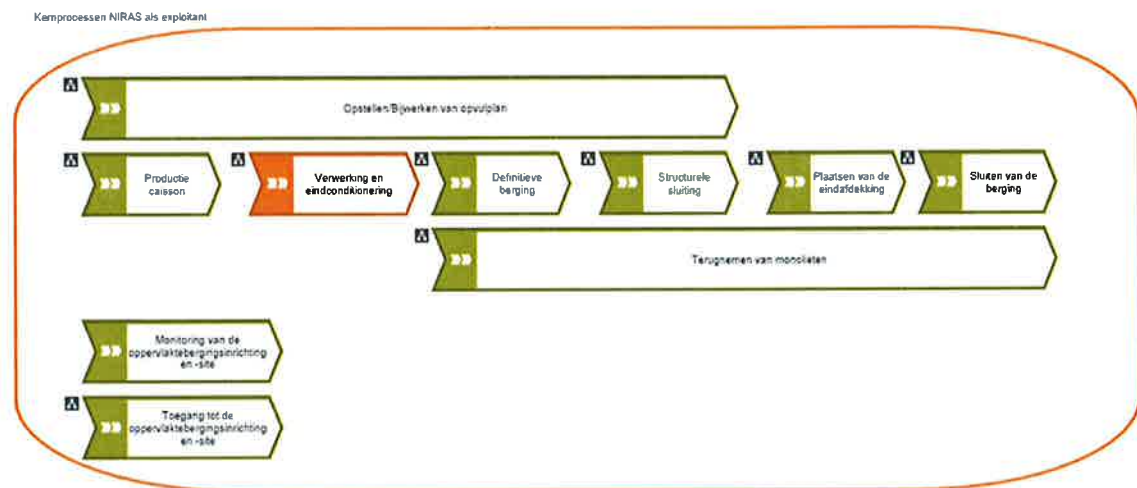 Kernprocessen NIRAS als exploitant
Opstellen/Bijwerken van opvulplan
Productie
caisson
Verwerking en
eindconditionering
Definitieve
berging
Structurele
sluiting
Plaatsen van de
eindafdekking
Sluiten van de
berging
Terugnemen van monolieten
Monitoring van de
oppervlaktebergingsinrichting
en -site
Toegang tot de
oppervlaktebergingsinrichting
en -site